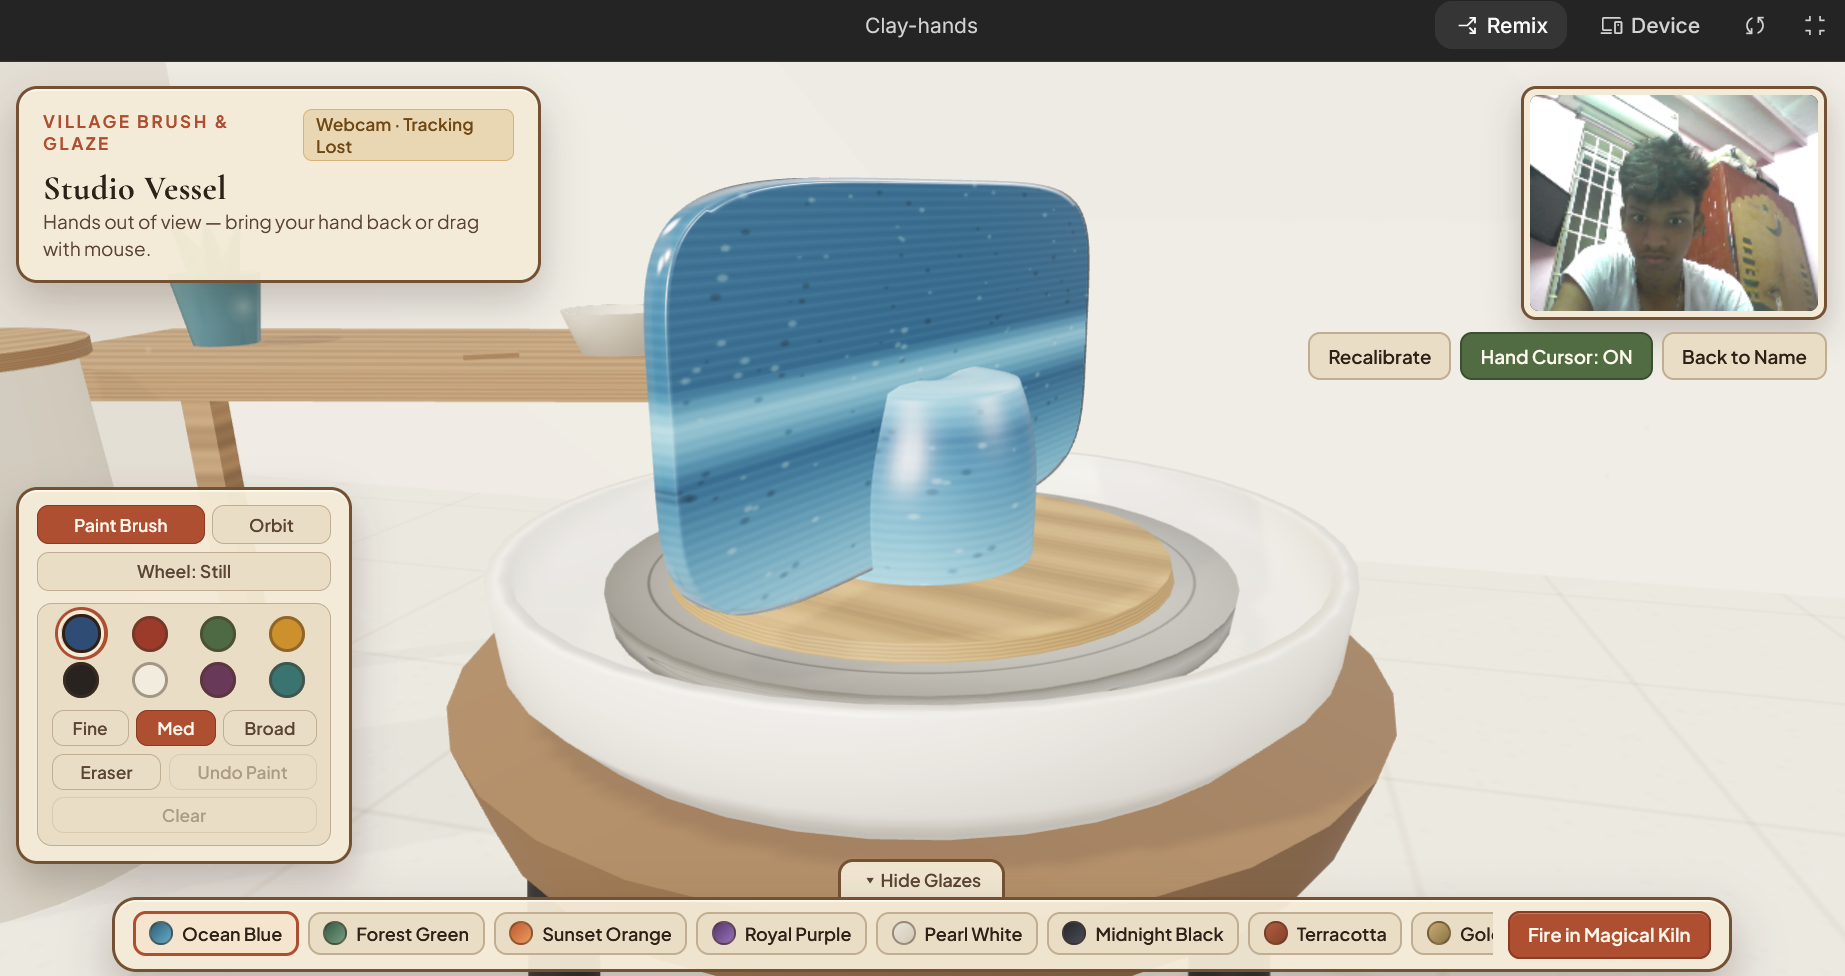 Clay-hands
Remix
Device
VILLAGE BRUSH &
GLAZE
Webcam · Tracking
Lost
Studio Vessel
Hands out of view — bring your hand back or drag
with mouse.
Recalibrate
Hand Cursor: ON
Back to Name
Paint Brush
Orbit
Wheel: Still
Fine
Med
Broad
Eraser
Undo Paint
Clear
▾ Hide Glazes
Ocean Blue
Forest Green
Sunset Orange
Royal Purple
Pearl White
Midnight Black
Terracotta
Gol
Fire in Magical Kiln